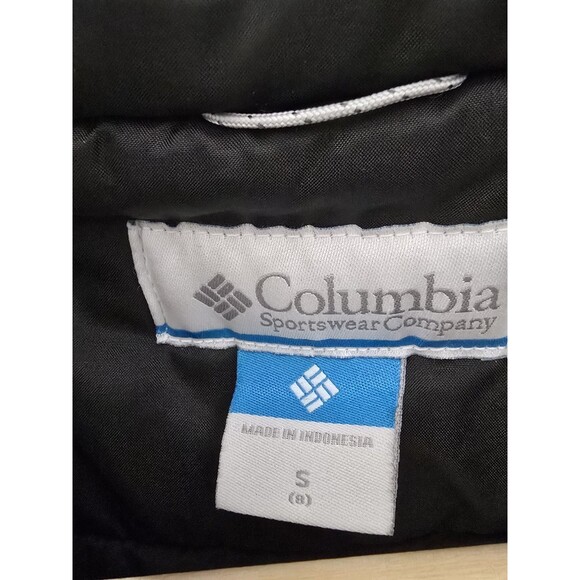 Columbia
Sportswear Company
MADE IN INDONESIA
S
(8)